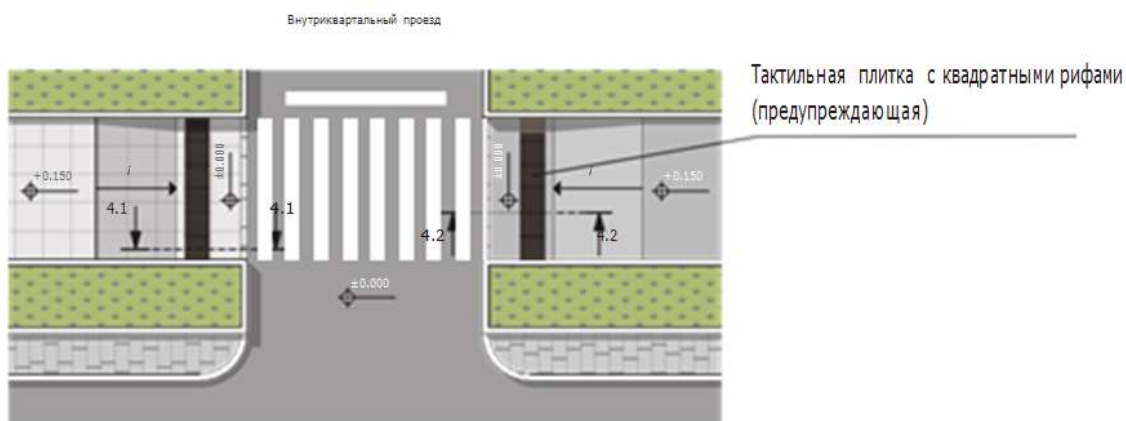 Внутриквартальный проезд
Тактильная плитка с квадратными рифами
(предупреждающая)
±0.000
±0.000
+0.150
i
i
+0.150
4.1
4.1
4.2
4.2
±0.000